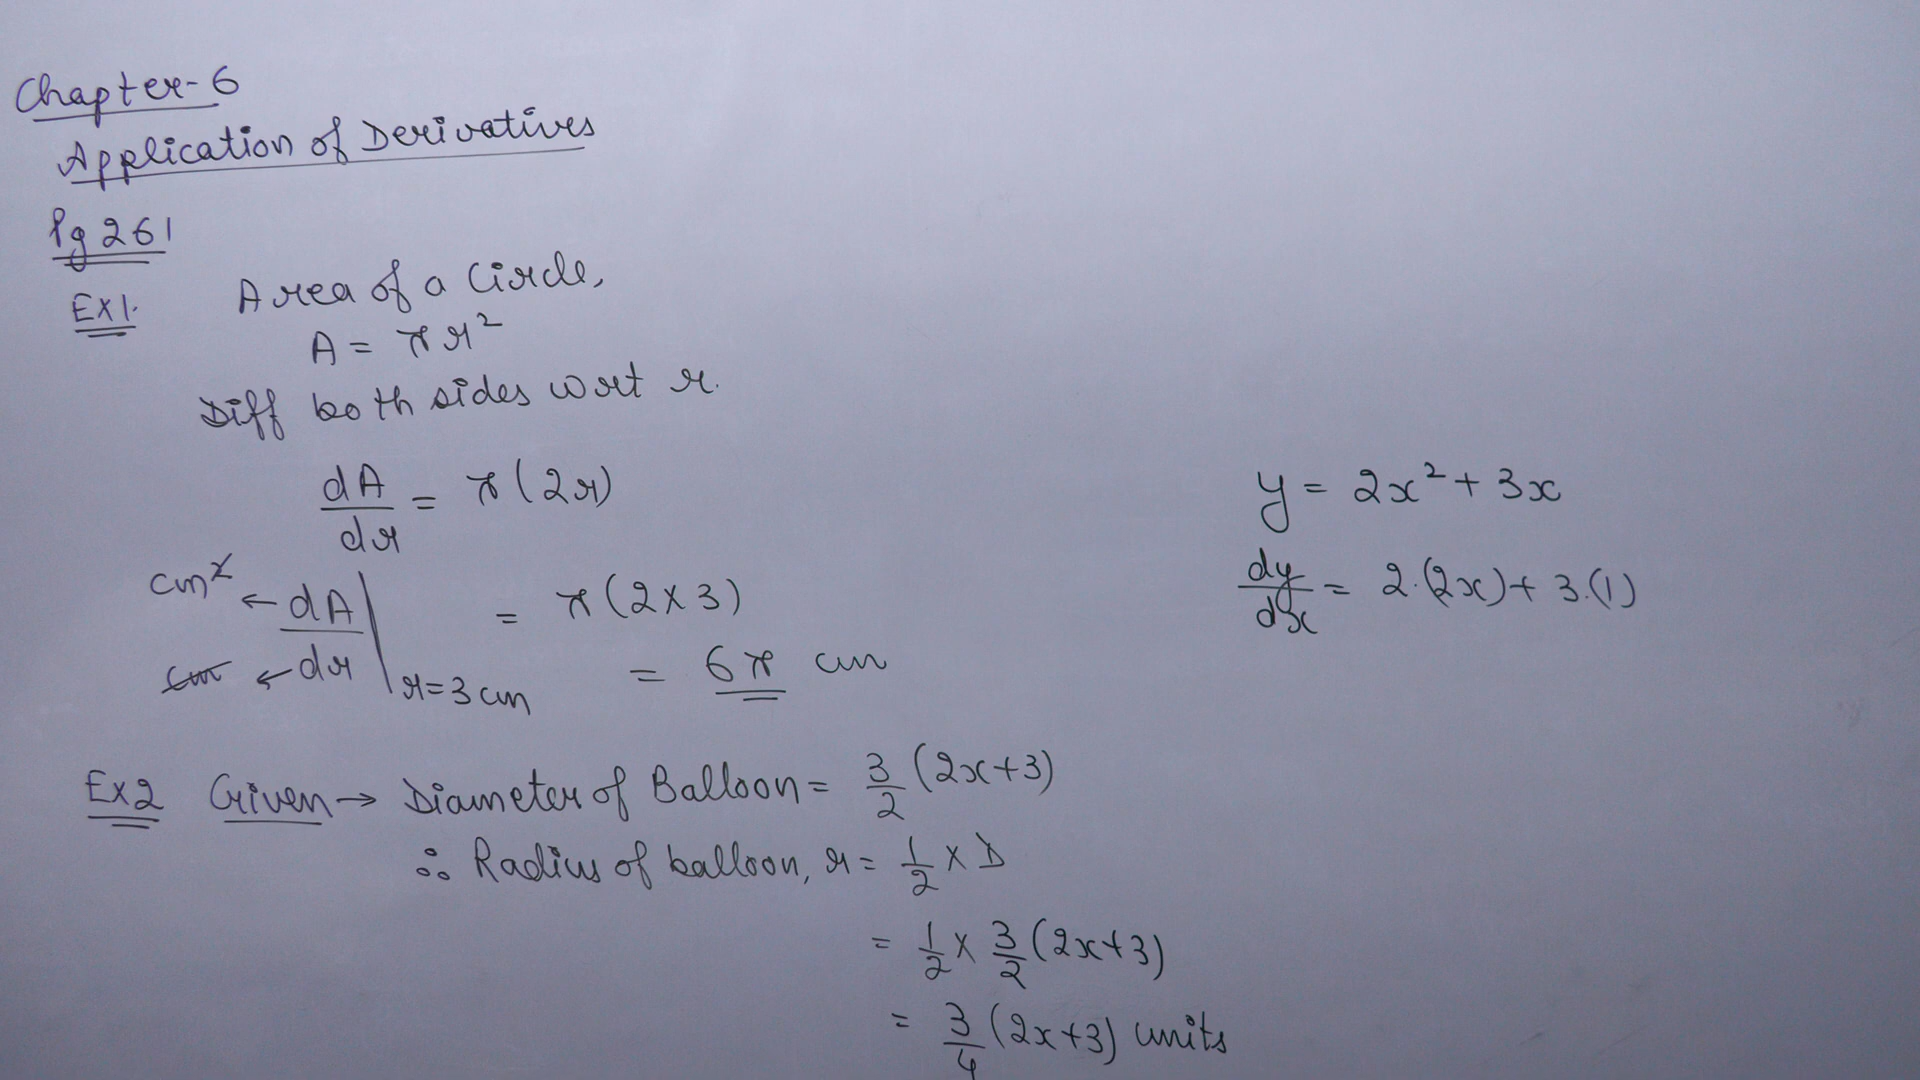 Chapter-6
Application of Derivatives
Pg 261
Ex1. Area of a Circle,
A = πr²
Diff both sides wrt r.
dA/dr = π(2r)
cm² ← dA/dr |r=3cm = π(2×3)
cm ←
= 6π cm
y = 2x² + 3x
dy/dx = 2.(2x) + 3.(1)
Ex2 Given → Diameter of Balloon = 3/2 (2x+3)
∴ Radius of balloon, r = 1/2 × D
= 1/2 × 3/2 (2x+3)
= 3/4 (2x+3) units